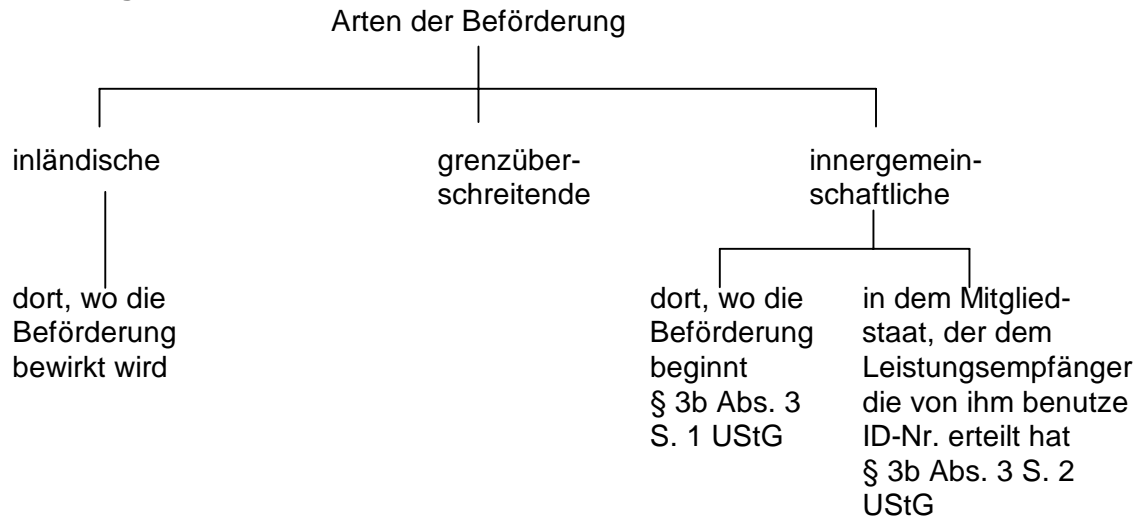 Arten der Beförderung
inländische
grenzüber-
schreitende
innergemein-
schaftliche
dort, wo die
Beförderung
bewirkt wird
dort, wo die
Beförderung
beginnt
§ 3b Abs. 3
S. 1 UStG
in dem Mitglied-
staat, der dem
Leistungsempfänger
die von ihm benutze
ID-Nr. erteilt hat
§ 3b Abs. 3 S. 2
UStG